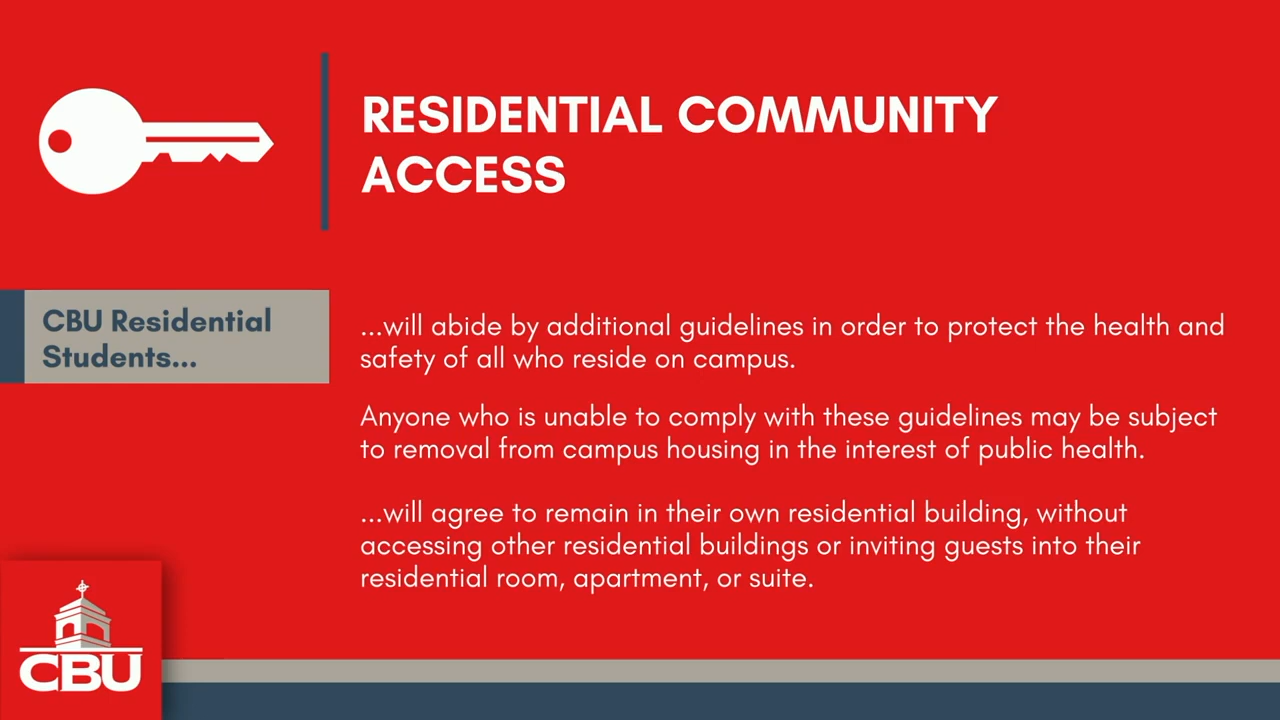 RESIDENTIAL COMMUNITY
ACCESS
CBU Residential
Students...
...will abide by additional guidelines in order to protect the health and
safety of all who reside on campus.
Anyone who is unable to comply with these guidelines may be subject
to removal from campus housing in the interest of public health.
...will agree to remain in their own residential building, without
accessing other residential buildings or inviting guests into their
residential room, apartment, or suite.
CBU